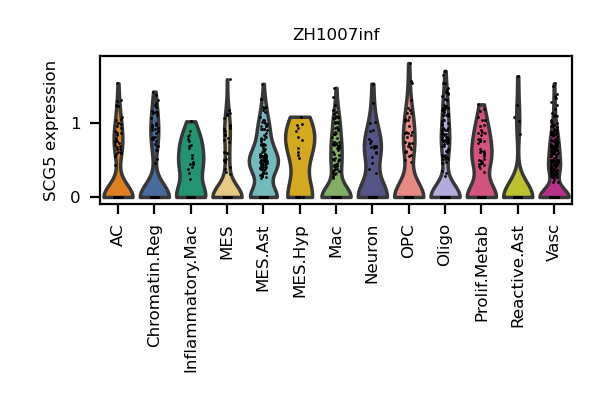 ZH1007inf
SCG5 expression
1
0
AC
Chromatin.Reg
Inflammatory.Mac
MES
MES.Ast
MES.Hyp
Mac
Neuron
OPC
Oligo
Prolif.Metab
Reactive.Ast
Vasc